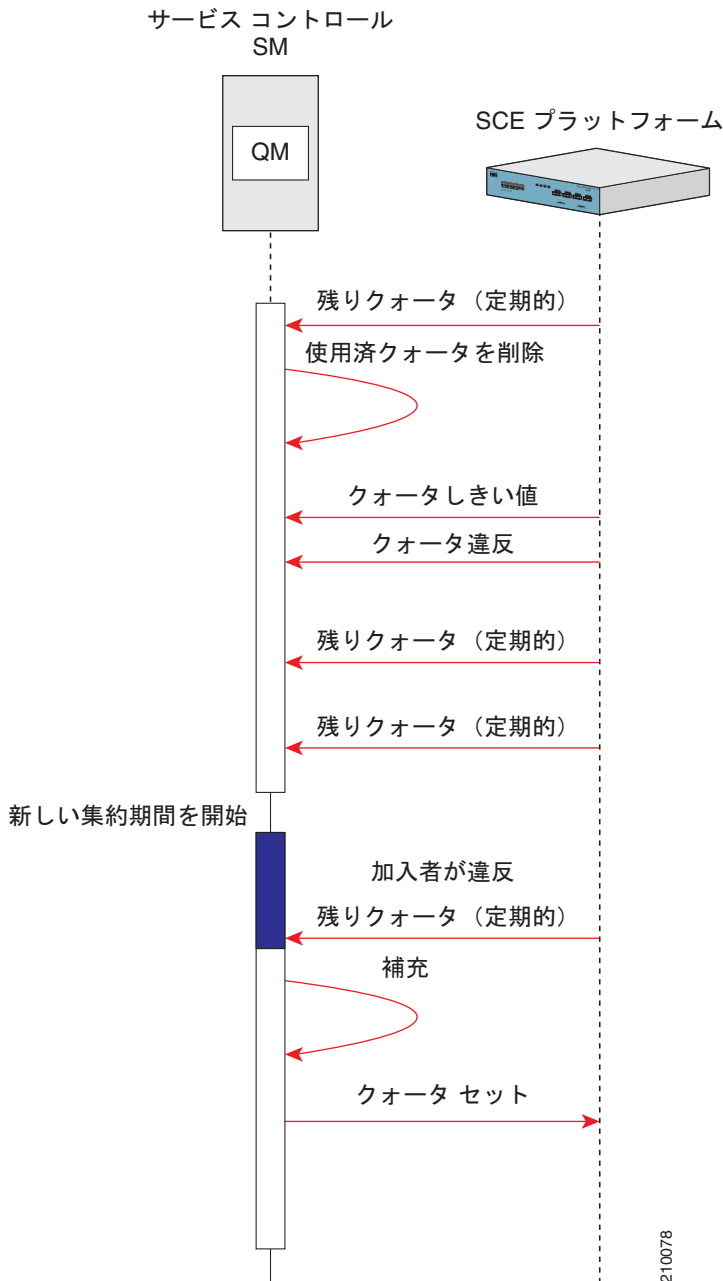 サービス コントロール
SM
QM
SCE プラットフォーム
残りクォータ（定期的）
使用済クォータを削除
クォータしきい値
クォータ違反
残りクォータ（定期的）
残りクォータ（定期的）
新しい集約期間を開始
加入者が違反
残りクォータ（定期的）
補充
クォータ セット
210078